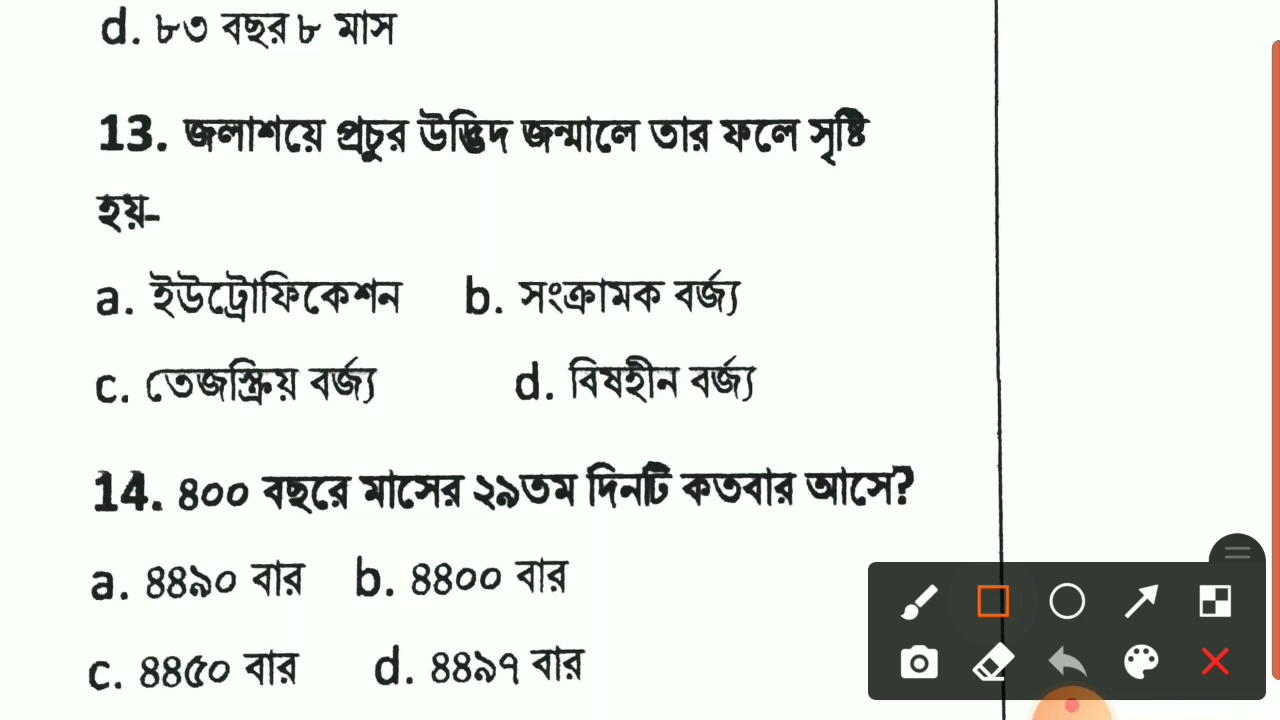 d. ৮৩ বছর ৮ মাস
13. জলাশয়ে প্রচুর উদ্ভিদ জন্মালে তার ফলে সৃষ্টি
হয়-
a. ইউট্রোফিকেশন b. সংক্রামক বর্জ্য
c. তেজস্ক্রিয় বর্জ্য d. বিষহীন বর্জ্য
14. ৪০০ বছরে মাসের ২৯তম দিনটি কতবার আসে?
a. ৪৪৯০ বার b. ৪৪০০ বার
c. ৪৪৫০ বার d. ৪৪৯৭ বার